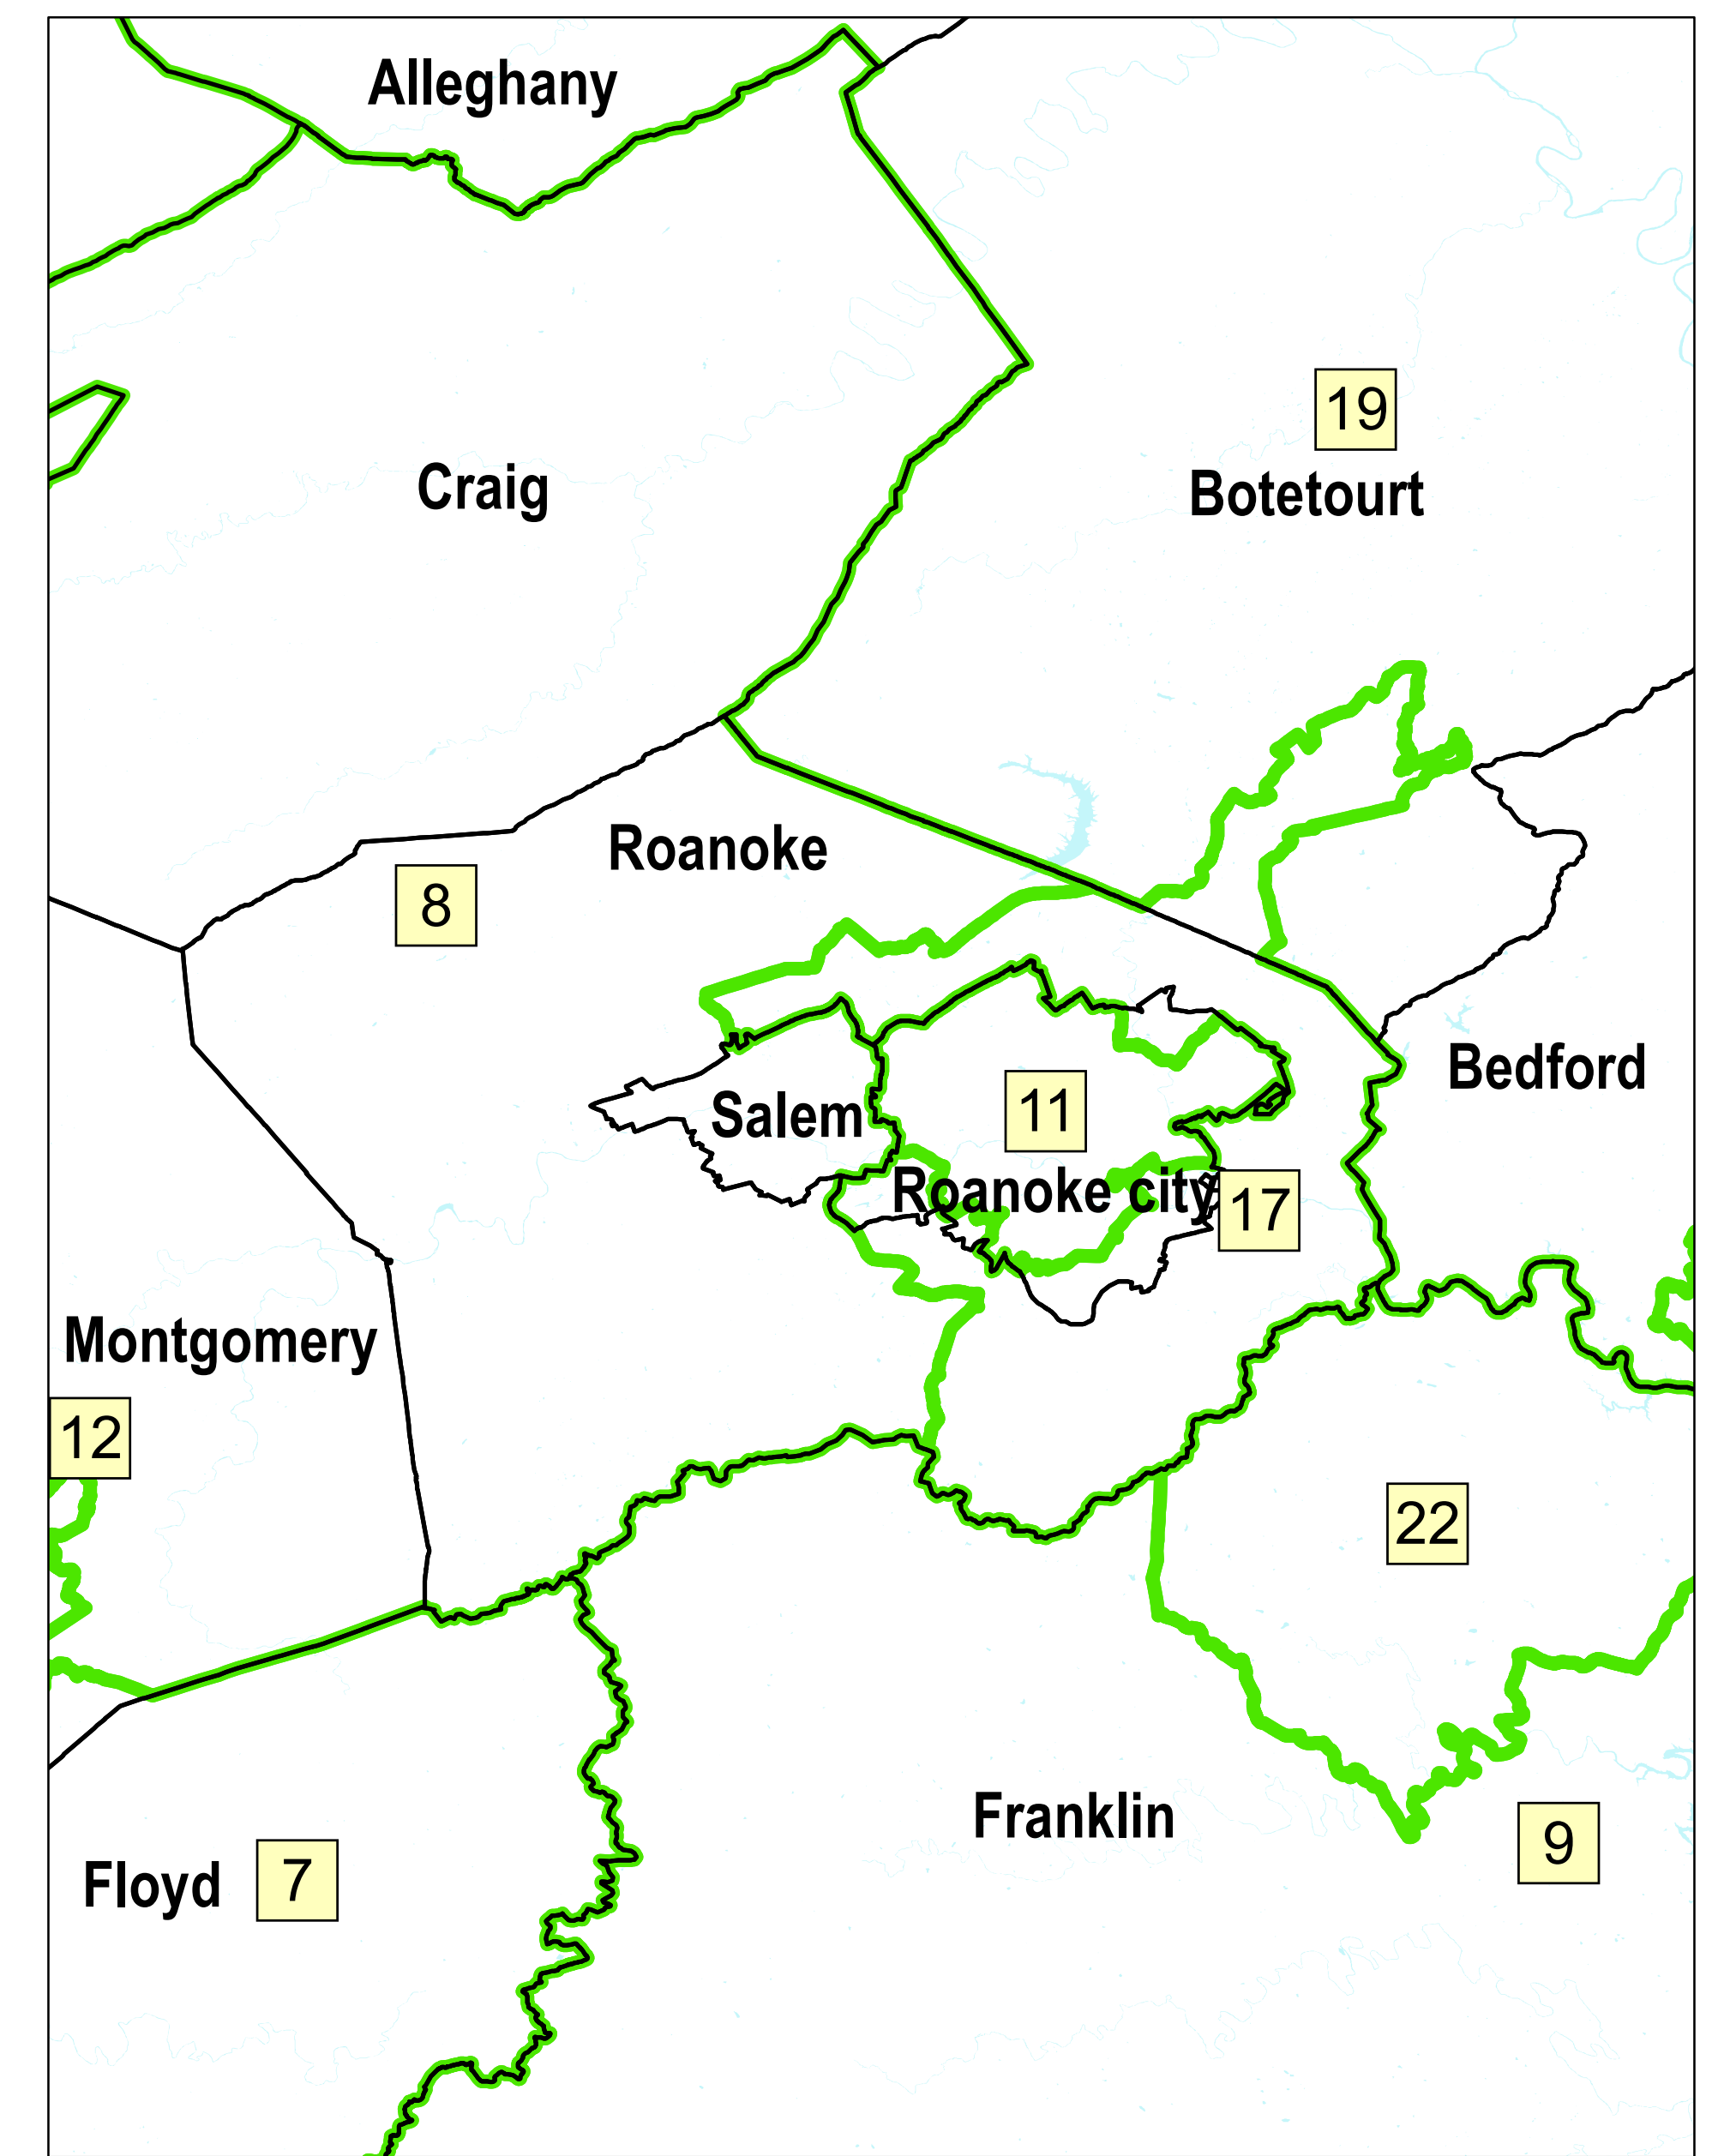 Alleghany
19
Craig
Botetourt
Roanoke
8
Bedford
11
Salem
Roanoke city
17
Montgomery
12
22
Franklin
9
Floyd
7